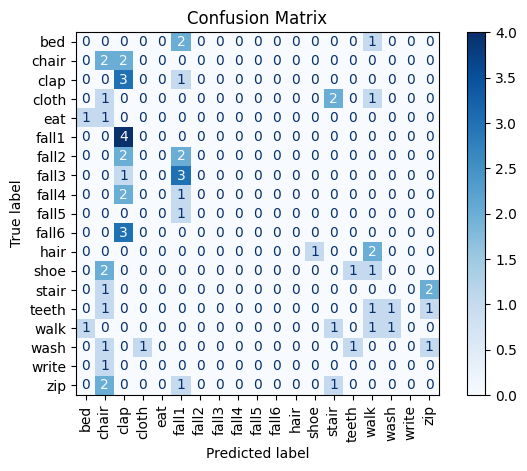 Confusion Matrix
bed 0 0 0 0 0 2 0 0 0 0 0 0 0 0 0 1 0 0 0
chair 0 2 2 0 0 0 0 0 0 0 0 0 0 0 0 0 0 0 0
clap 0 0 3 0 0 1 0 0 0 0 0 0 0 0 0 0 0 0 0
cloth 0 1 0 0 0 0 0 0 0 0 0 0 0 2 0 1 0 0 0
eat 1 1 0 0 0 0 0 0 0 0 0 0 0 0 0 0 0 0 0
fall1 0 0 4 0 0 0 0 0 0 0 0 0 0 0 0 0 0 0 0
fall2 0 0 2 0 0 2 0 0 0 0 0 0 0 0 0 0 0 0 0
fall3 0 0 1 0 0 3 0 0 0 0 0 0 0 0 0 0 0 0 0
fall4 0 0 2 0 0 1 0 0 0 0 0 0 0 0 0 0 0 0 0
fall5 0 0 0 0 0 1 0 0 0 0 0 0 0 0 0 0 0 0 0
fall6 0 0 3 0 0 0 0 0 0 0 0 0 0 0 0 0 0 0 0
hair 0 0 0 0 0 0 0 0 0 0 0 0 1 0 0 2 0 0 0
shoe 0 2 0 0 0 0 0 0 0 0 0 0 0 0 1 1 0 0 0
stair 0 1 0 0 0 0 0 0 0 0 0 0 0 0 0 0 0 0 2
teeth 0 1 0 0 0 0 0 0 0 0 0 0 0 0 0 1 1 0 1
walk 1 0 0 0 0 0 0 0 0 0 0 0 0 1 0 1 1 0 0
wash 0 1 0 1 0 0 0 0 0 0 0 0 0 0 1 0 0 0 1
write 0 1 0 0 0 0 0 0 0 0 0 0 0 0 0 0 0 0 0
zip 0 2 0 0 0 1 0 0 0 0 0 0 0 1 0 0 0 0 0
bed chair clap cloth eat fall1 fall2 fall3 fall4 fall5 fall6 hair shoe stair teeth walk wash write zip
Predicted label
True label
4.0
3.5
3.0
2.5
2.0
1.5
1.0
0.5
0.0